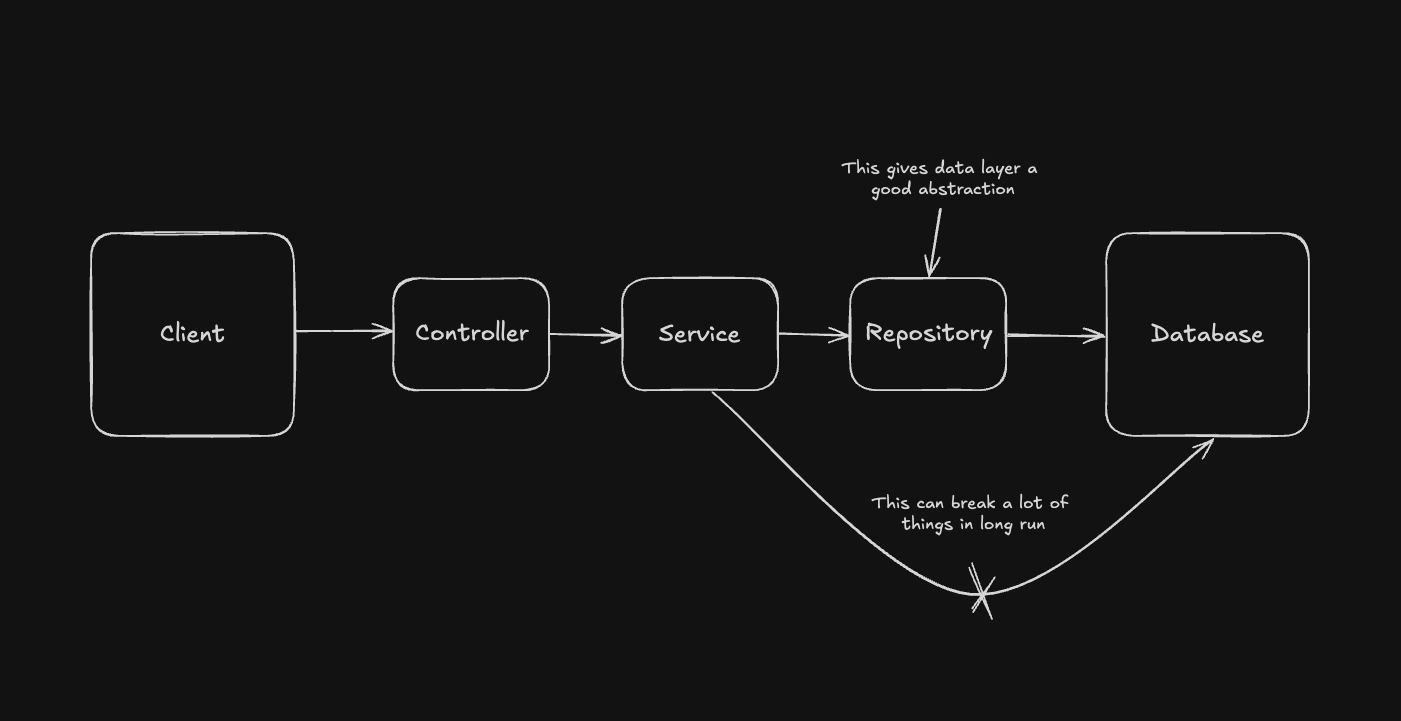 This gives data layer a
good abstraction
Client
Controller
Service
Repository
Database
This can break a lot of
things in long run